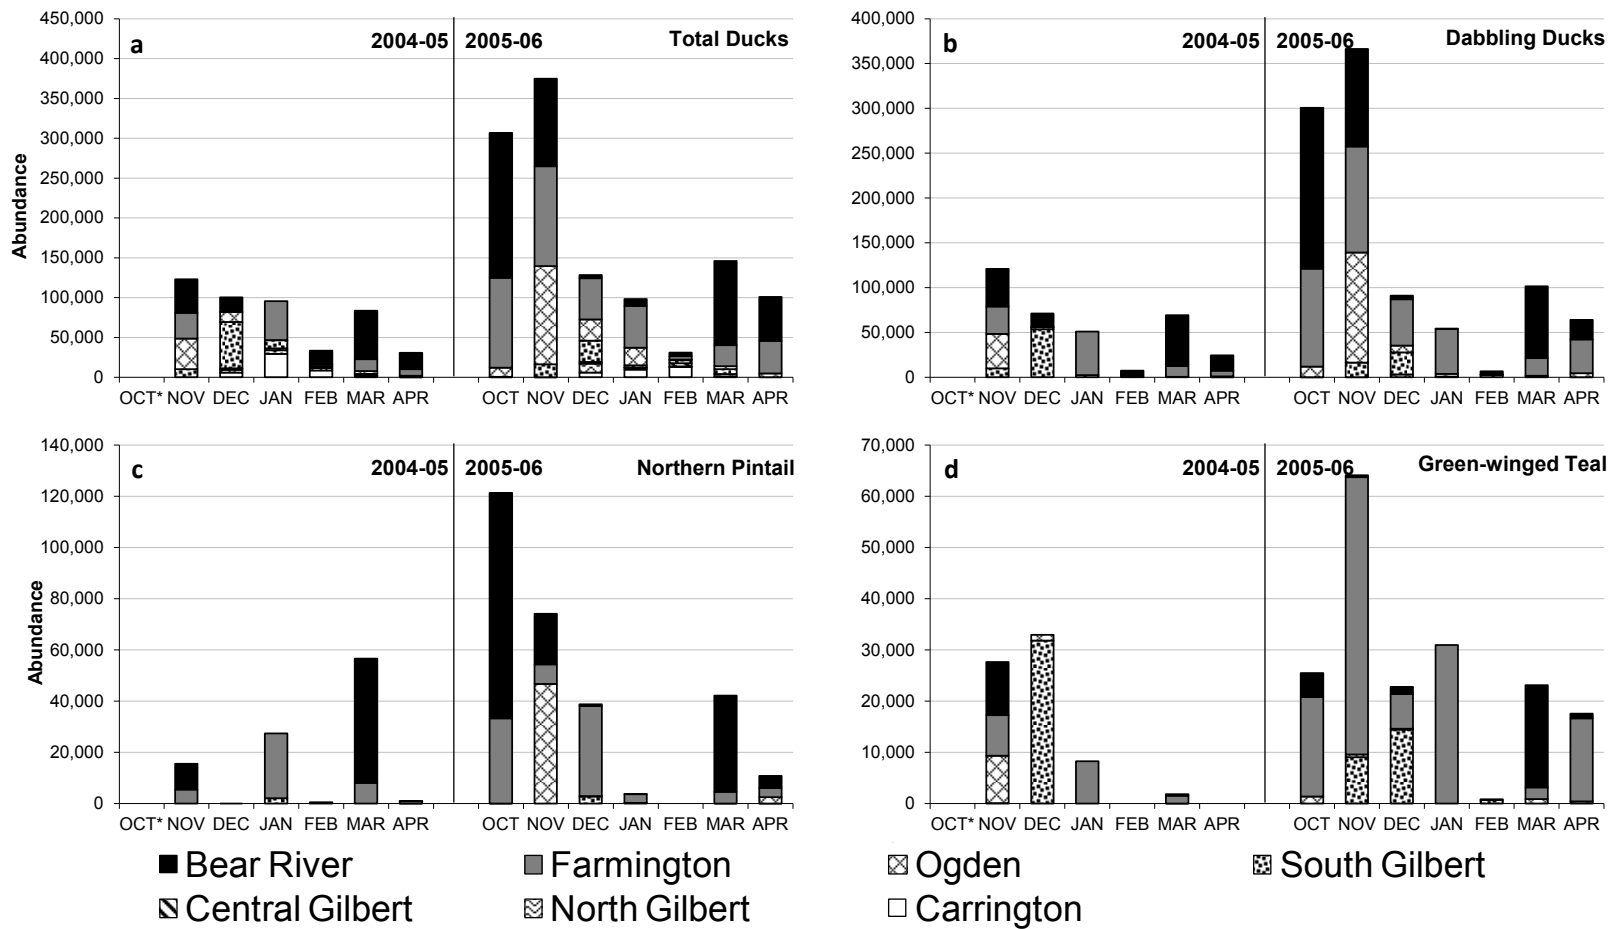 a 2004-05 2005-06 Total Ducks
Abundance
450,000
400,000
350,000
300,000
250,000
200,000
150,000
100,000
50,000
0
OCT* NOV DEC JAN FEB MAR APR OCT NOV DEC JAN FEB MAR APR
b 2004-05 2005-06 Dabbling Ducks
400,000
350,000
300,000
250,000
200,000
150,000
100,000
50,000
0
OCT* NOV DEC JAN FEB MAR APR OCT NOV DEC JAN FEB MAR APR
c 2004-05 2005-06 Northern Pintail
Abundance
140,000
120,000
100,000
80,000
60,000
40,000
20,000
0
OCT* NOV DEC JAN FEB MAR APR OCT NOV DEC JAN FEB MAR APR
d 2004-05 2005-06 Green-winged Teal
70,000
60,000
50,000
40,000
30,000
20,000
10,000
0
OCT* NOV DEC JAN FEB MAR APR OCT NOV DEC JAN FEB MAR APR
Bear River Farmington Ogden South Gilbert
Central Gilbert North Gilbert Carrington